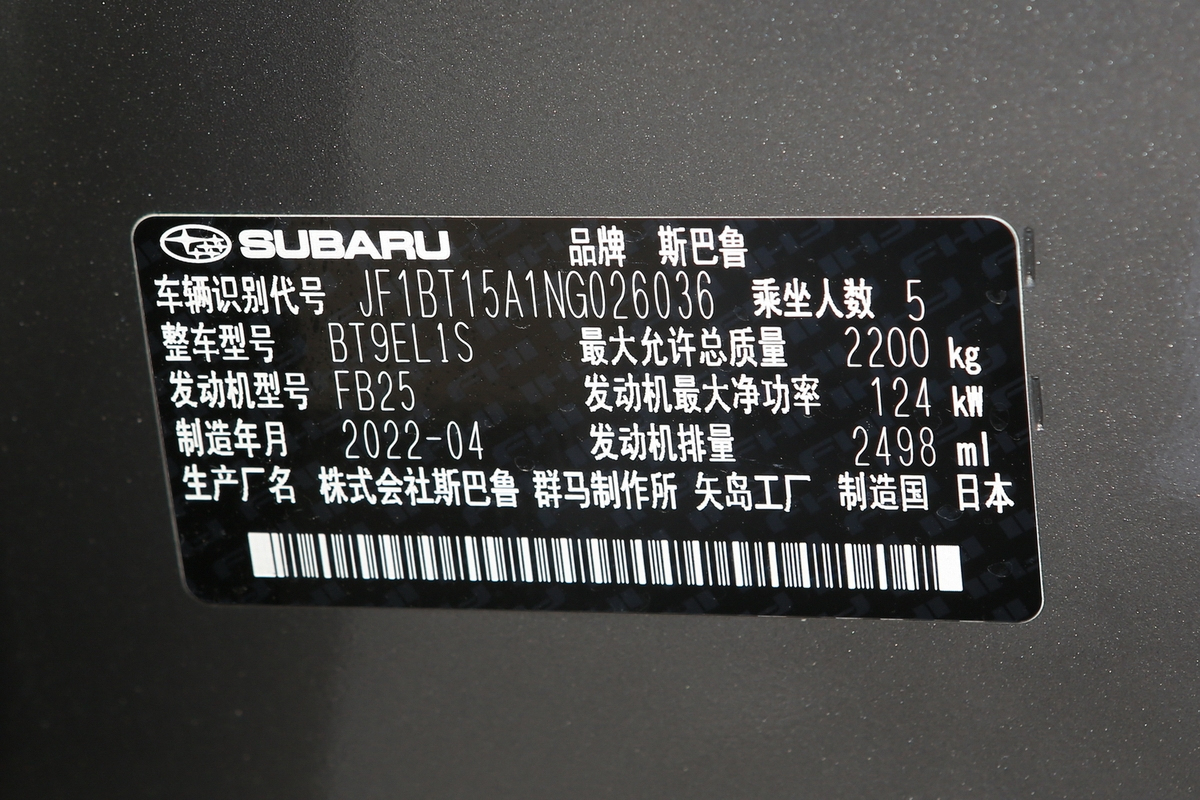 SUBARU 品牌 斯巴鲁
车辆识别代号 JF1BT15A1NG026036 乘坐人数 5
整车型号 BT9EL1S 最大允许总质量 2200 kg
发动机型号 FB25 发动机最大净功率 124 kW
制造年月 2022-04 发动机排量 2498 ml
生产厂名 株式会社斯巴鲁 群马制作所 矢岛工厂 制造国 日本